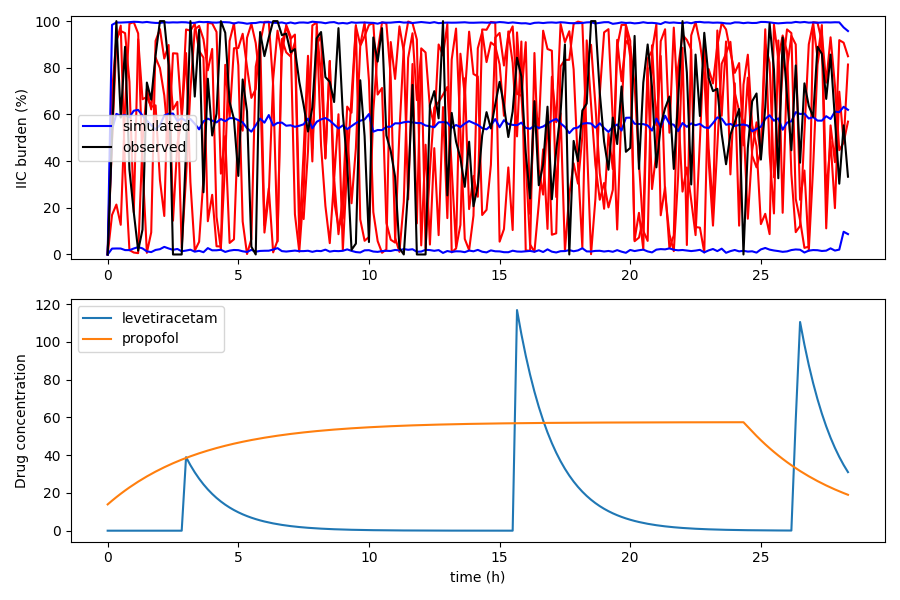 100
80
60
40
20
0
IIC burden (%)
simulated
observed
0 5 10 15 20 25
120
100
80
60
40
20
0
Drug concentration
levetiracetam
propofol
0 5 10 15 20 25
time (h)